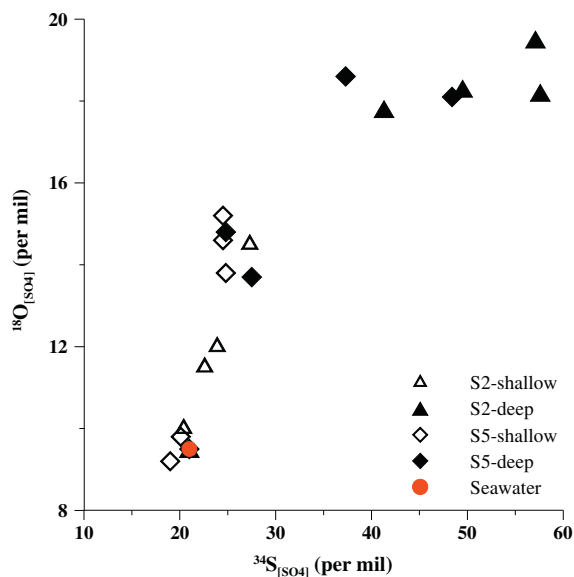 20
16
12
8
¹⁸O[SO4] (per mil)
S2-shallow
S2-deep
S5-shallow
S5-deep
Seawater
10 20 30 40 50 60
³⁴S[SO4] (per mil)